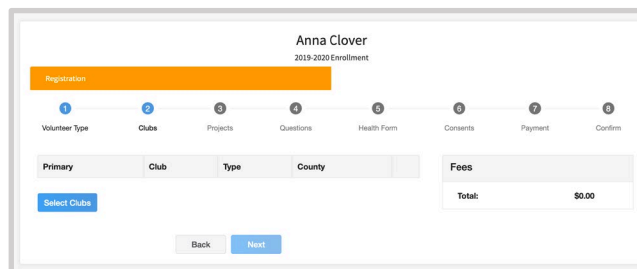 Anna Clover
2019-2020 Enrollment
Registration
1 2 3 4 5 6 7 8
Volunteer Type Clubs Projects Questions Health Form Consents Payment Confirm
Primary Club Type County Fees
Select Clubs Total: $0.00
Back Next